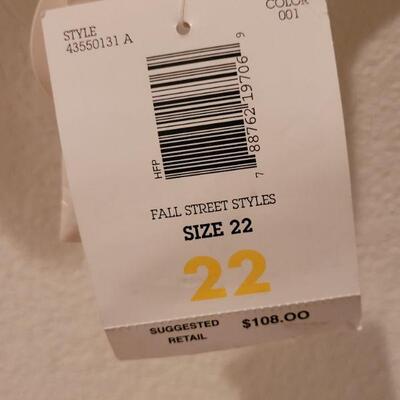 STYLE
43550131 A
COLOR
001
HFP
7 88762 19706 9
FALL STREET STYLES
SIZE 22
22
SUGGESTED RETAIL $108.00